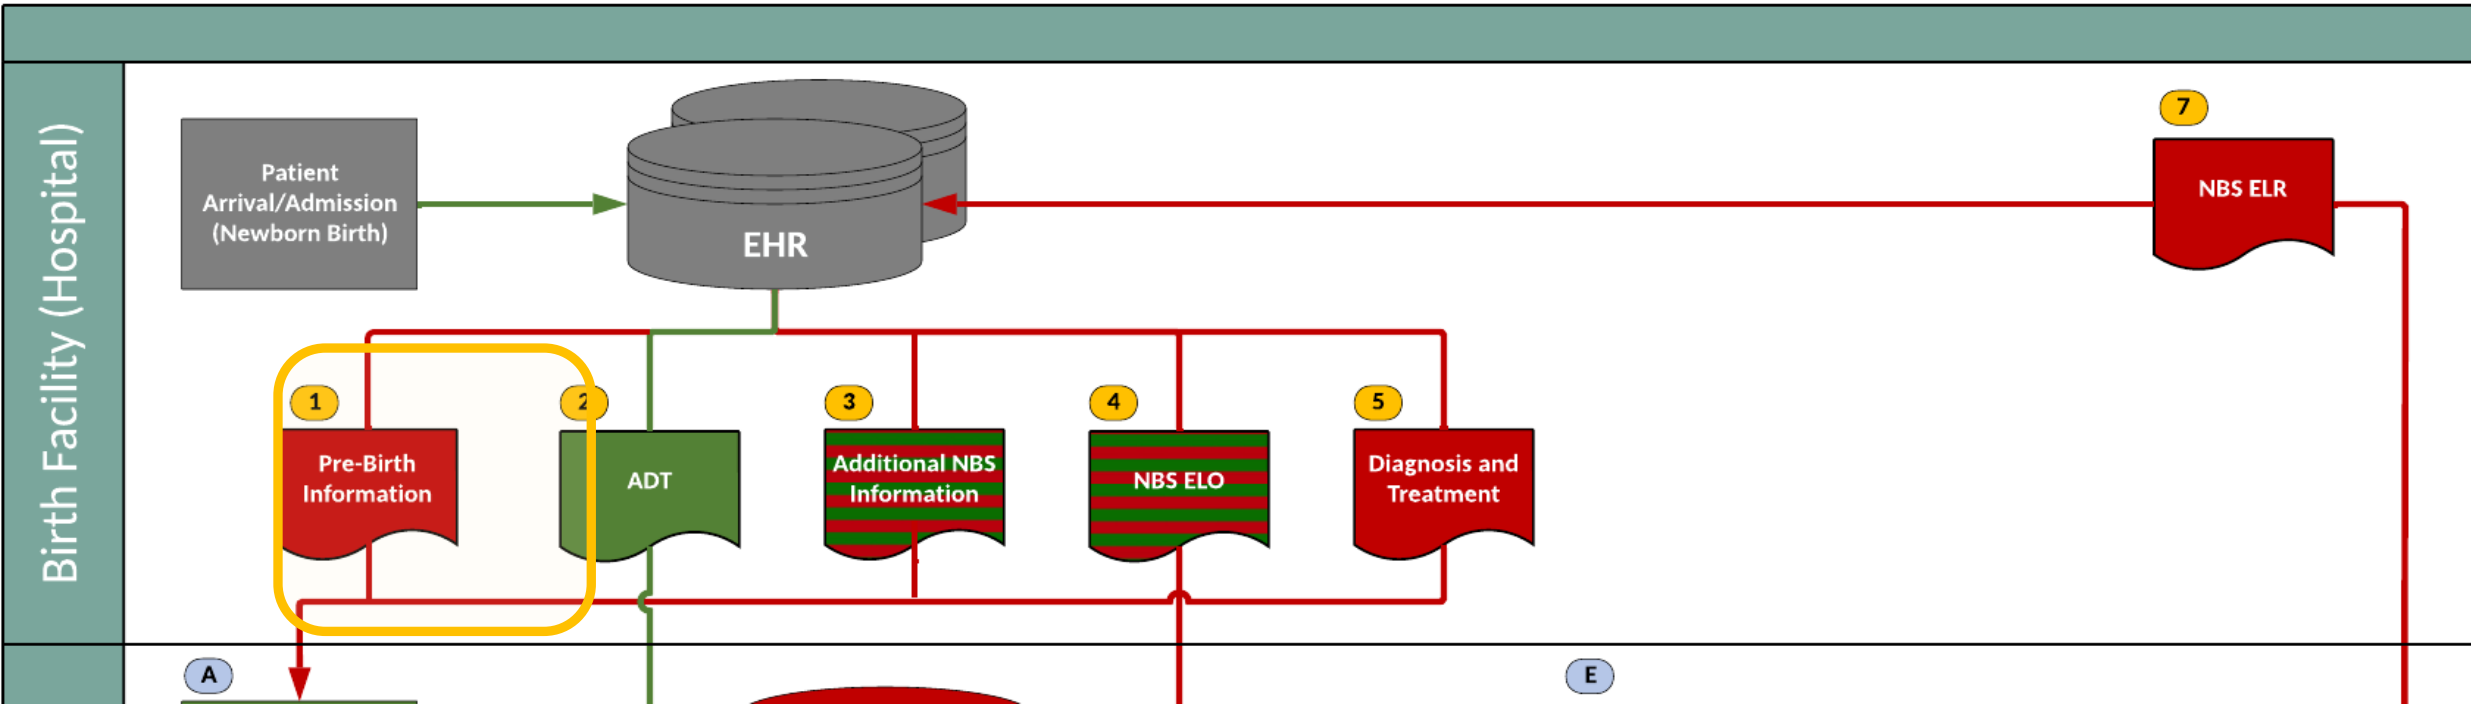 Birth Facility (Hospital)
Patient
Arrival/Admission
(Newborn Birth)
EHR
7
NBS ELR
1
Pre-Birth
Information
2
ADT
3
Additional NBS
Information
4
NBS ELO
5
Diagnosis and
Treatment
A
E